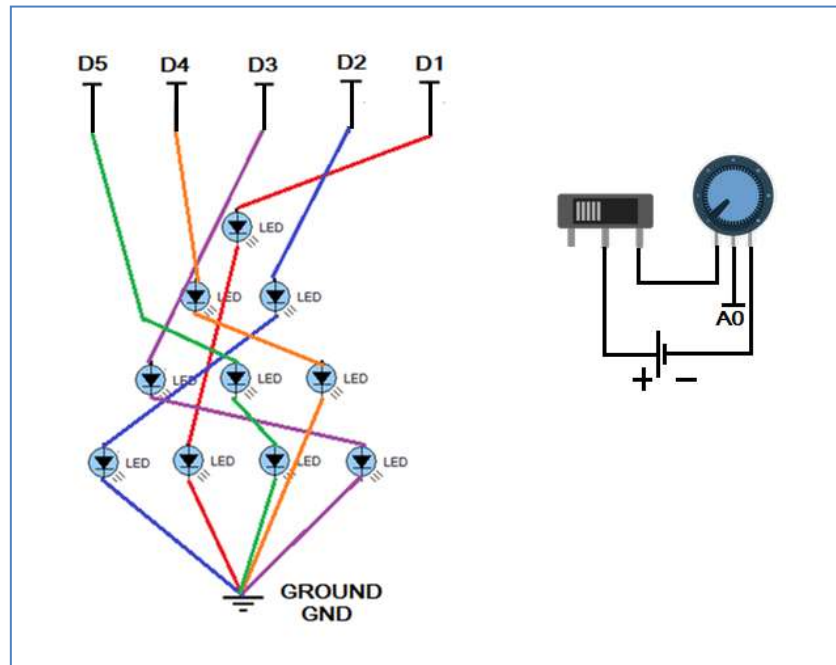 D5 D4 D3 D2 D1
LED
LED LED
A0
LED LED LED
+ −
LED LED LED LED
GROUND
GND